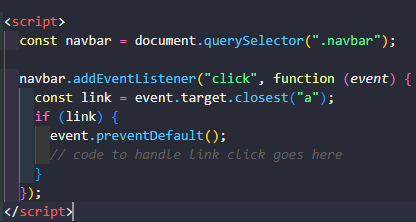 <script>
  const navbar = document.querySelector(".navbar");

  navbar.addEventListener("click", function (event) {
    const link = event.target.closest("a");
    if (link) {
      event.preventDefault();
      // code to handle link click goes here
    }
  });
</script>